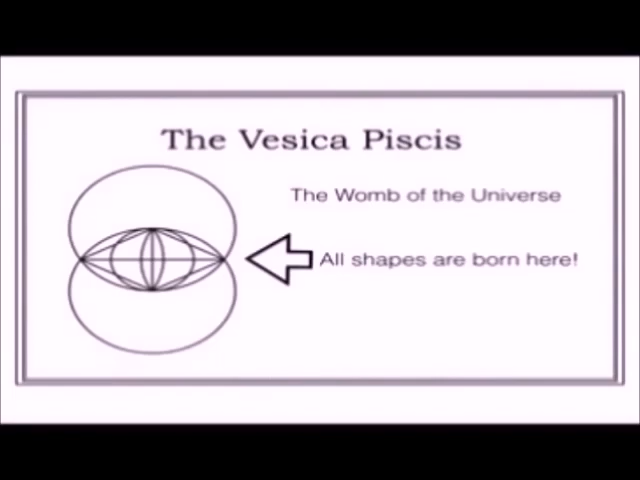 The Vesica Piscis
The Womb of the Universe
All shapes are born here!